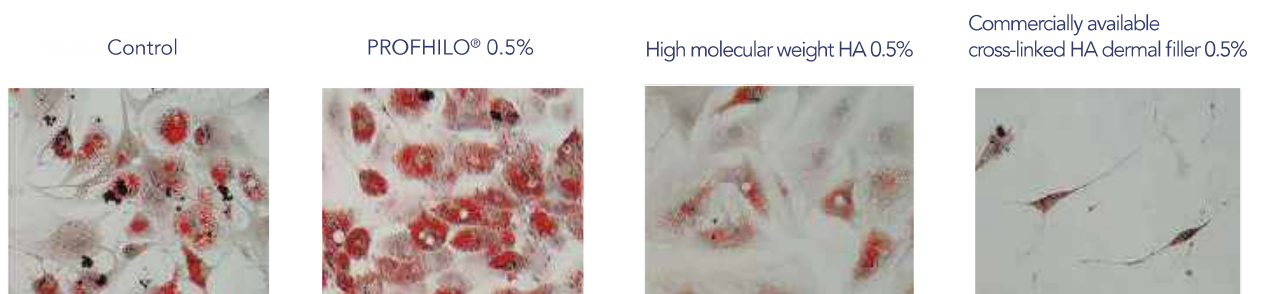 Control
PROFHILO® 0.5%
High molecular weight HA 0.5%
Commercially available
cross-linked HA dermal filler 0.5%